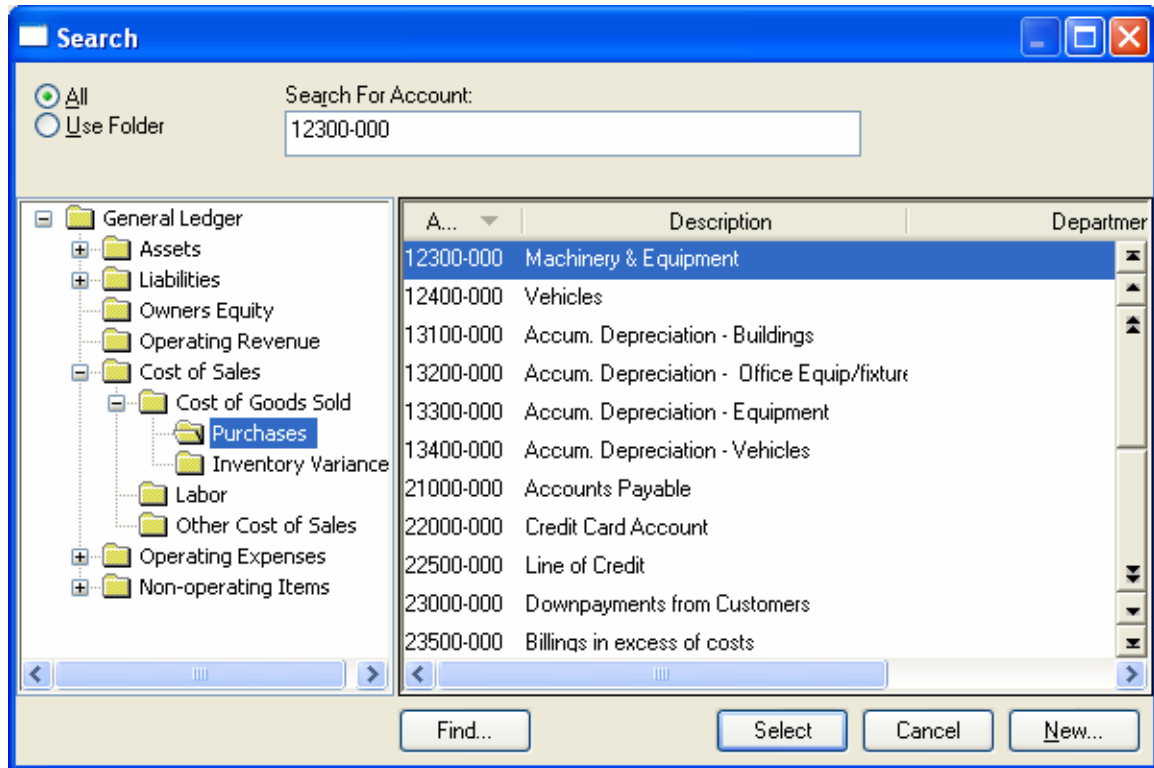 Search
All
Use Folder
Search For Account:
12300-000
General Ledger
Assets
Liabilities
Owners Equity
Operating Revenue
Cost of Sales
Cost of Goods Sold
Purchases
Inventory Variance
Labor
Other Cost of Sales
Operating Expenses
Non-operating Items
A... Description Departmer
12300-000 Machinery & Equipment
12400-000 Vehicles
13100-000 Accum. Depreciation - Buildings
13200-000 Accum. Depreciation - Office Equip/fixture
13300-000 Accum. Depreciation - Equipment
13400-000 Accum. Depreciation - Vehicles
21000-000 Accounts Payable
22000-000 Credit Card Account
22500-000 Line of Credit
23000-000 Downpayments from Customers
23500-000 Billings in excess of costs
Find... Select Cancel New...